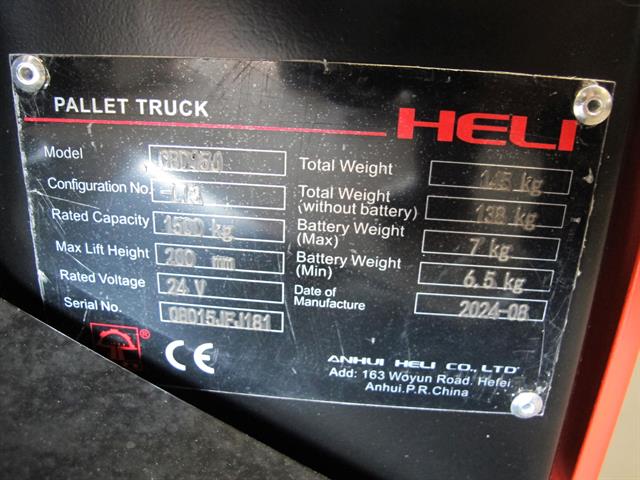 PALLET TRUCK
HELI
Model
Configuration No.
Rated Capacity 1500 kg
Max Lift Height 200 mm
Rated Voltage 24 V
Serial No.
Total Weight 145 kg
Total Weight
(without battery) 138 kg
Battery Weight
(Max) 7 kg
Battery Weight
(Min) 6.5 kg
Date of
Manufacture 2024-08
®
CE
ANHUI HELI CO.,LTD
Add: 163 Woyun Road. Hefei.
Anhui.P.R.China